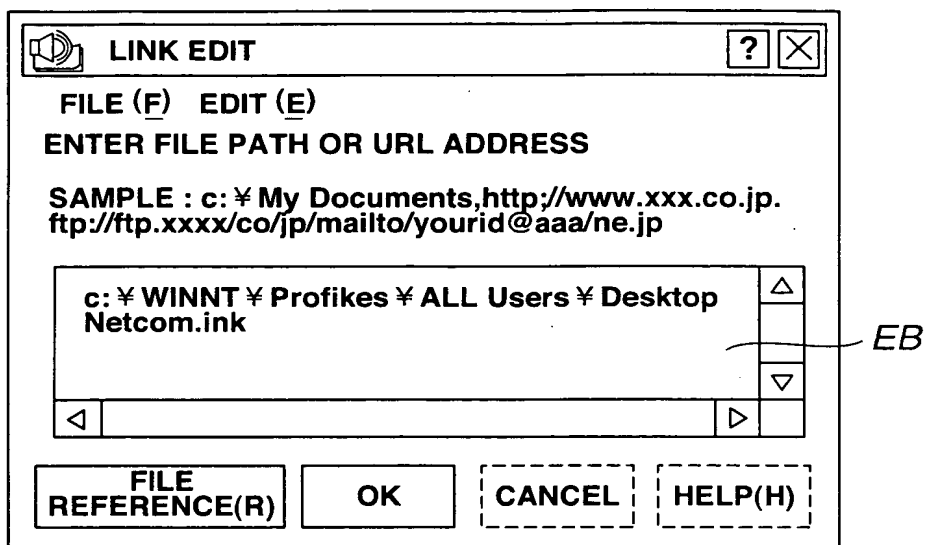 LINK EDIT ?
FILE (F) EDIT (E)
ENTER FILE PATH OR URL ADDRESS
SAMPLE : c: ¥ My Documents,http;//www.xxx.co.jp.
ftp://ftp.xxxx/co/jp/mailto/yourid@aaa/ne.jp
c: ¥ WINNT ¥ Profikes ¥ ALL Users ¥ Desktop
Netcom.ink
EB
FILE
REFERENCE(R)
OK
CANCEL
HELP(H)